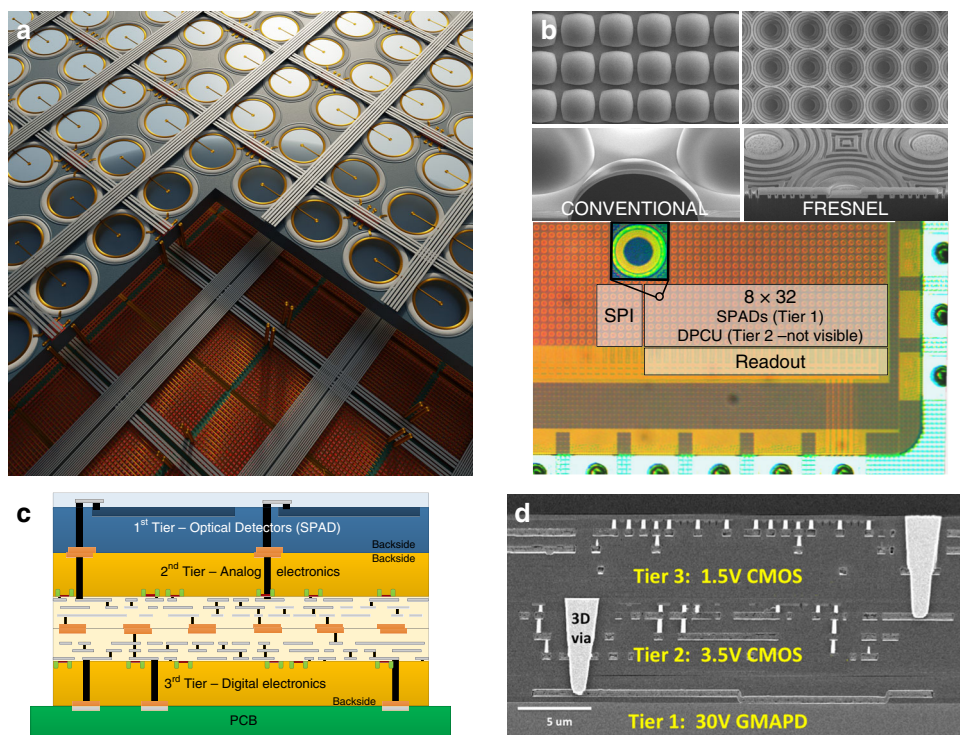 a
b
CONVENTIONAL
FRESNEL
SPI
8 × 32
SPADs (Tier 1)
DPCU (Tier 2 –not visible)
Readout
c
1st Tier – Optical Detectors (SPAD)
Backside
Backside
2nd Tier – Analog electronics
3rd Tier – Digital electronics
Backside
PCB
d
Tier 3: 1.5V CMOS
3D
via
Tier 2: 3.5V CMOS
5 um
Tier 1: 30V GMAPD